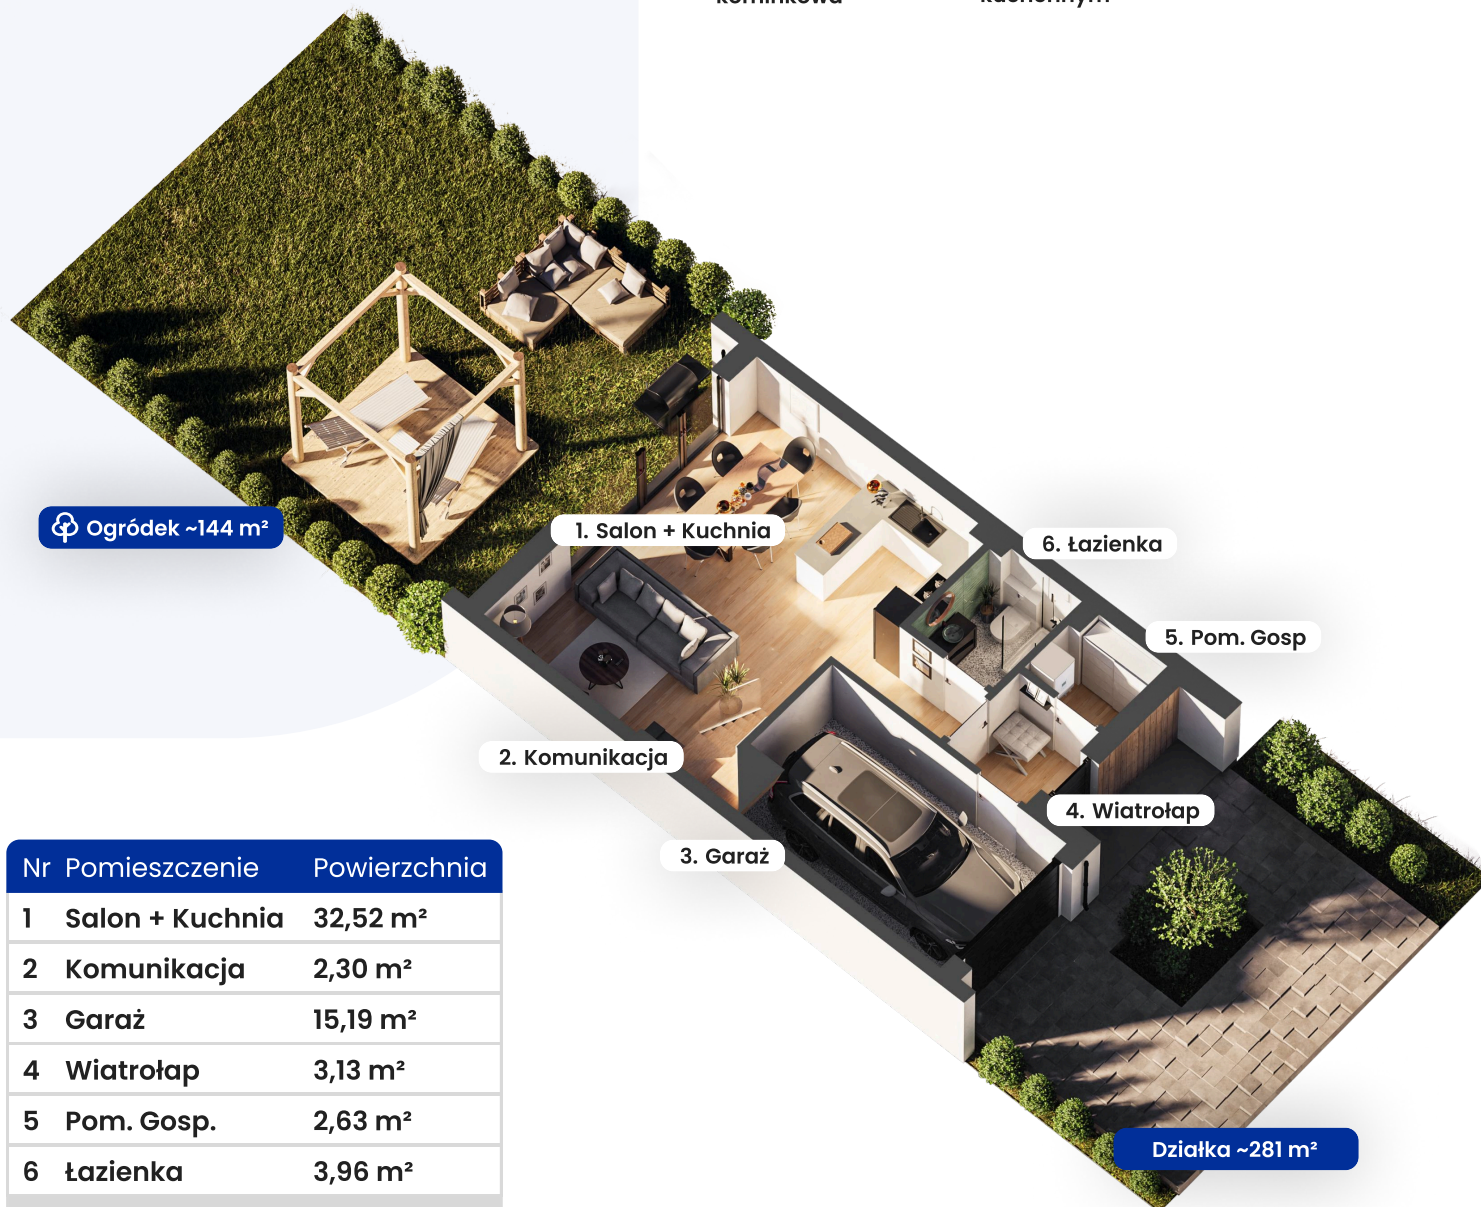 kominkowa
kuchennym
Ogródek ~144 m²
1. Salon + Kuchnia
6. Łazienka
5. Pom. Gosp
2. Komunikacja
4. Wiatrołap
3. Garaż
Nr Pomieszczenie Powierzchnia
1 Salon + Kuchnia 32,52 m²
2 Komunikacja 2,30 m²
3 Garaż 15,19 m²
4 Wiatrołap 3,13 m²
5 Pom. Gosp. 2,63 m²
6 Łazienka 3,96 m²
Działka ~281 m²